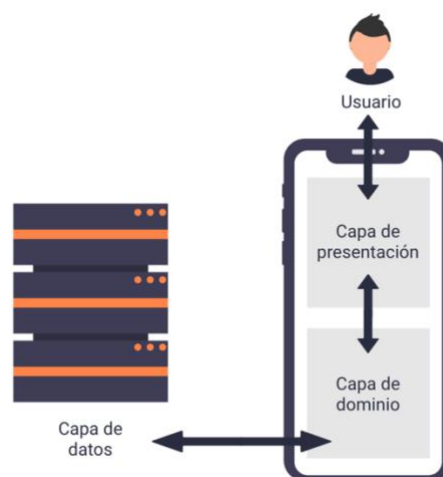 Usuario
Capa de
presentación
Capa de
dominio
Capa de
datos